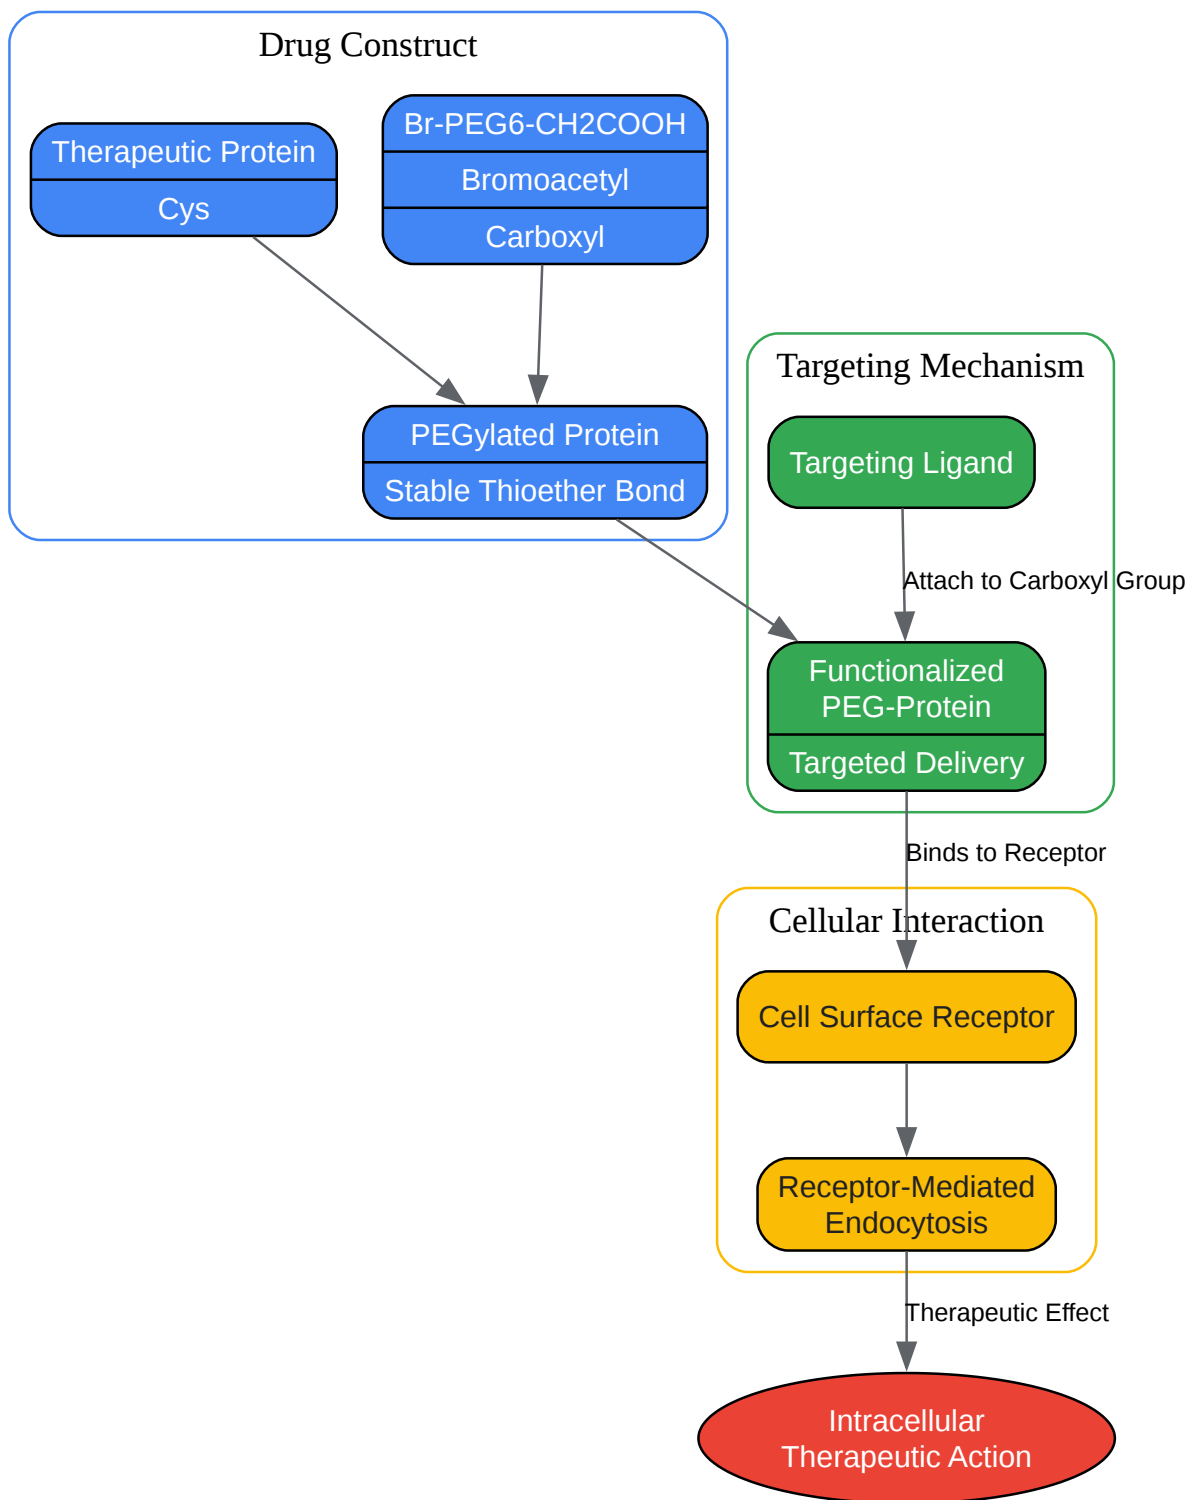 Drug Construct
Therapeutic Protein
Cys
Br-PEG6-CH2COOH
Bromoacetyl
Carboxyl
PEGylated Protein
Stable Thioether Bond
Targeting Mechanism
Targeting Ligand
Attach to Carboxyl Group
Functionalized
PEG-Protein
Targeted Delivery
Binds to Receptor
Cellular Interaction
Cell Surface Receptor
Receptor-Mediated
Endocytosis
Therapeutic Effect
Intracellular
Therapeutic Action